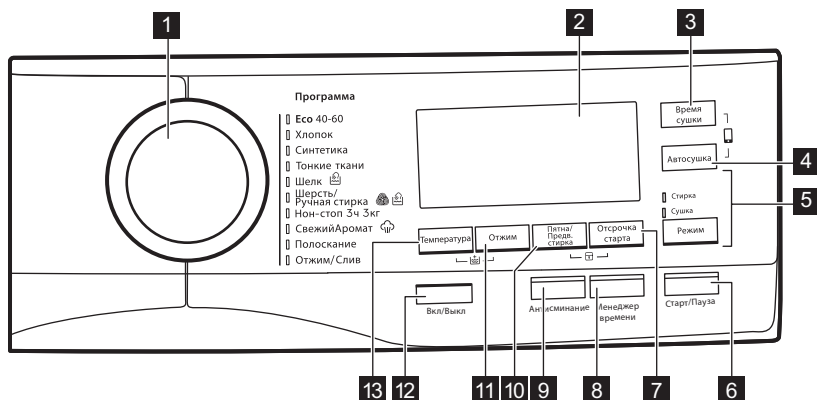 1
2
3
Программа
Eco 40-60
Хлопок
Синтетика
Тонкие ткани
Шелк
Шерсть/
Ручная стирка
Нон-стоп 3ч 3кг
СвежийАромат
Полоскание
Отжим/Слив
Время
сушки
Автосушка
4
5
Стирка
Сушка
Режим
Температура
Отжим
Пятна/
Предв.
стирка
Отсрочка
старта
Вкл/Выкл
Антисминание
Менеджер
времени
Старт/Пауза
13
12
11
10
9
8
7
6